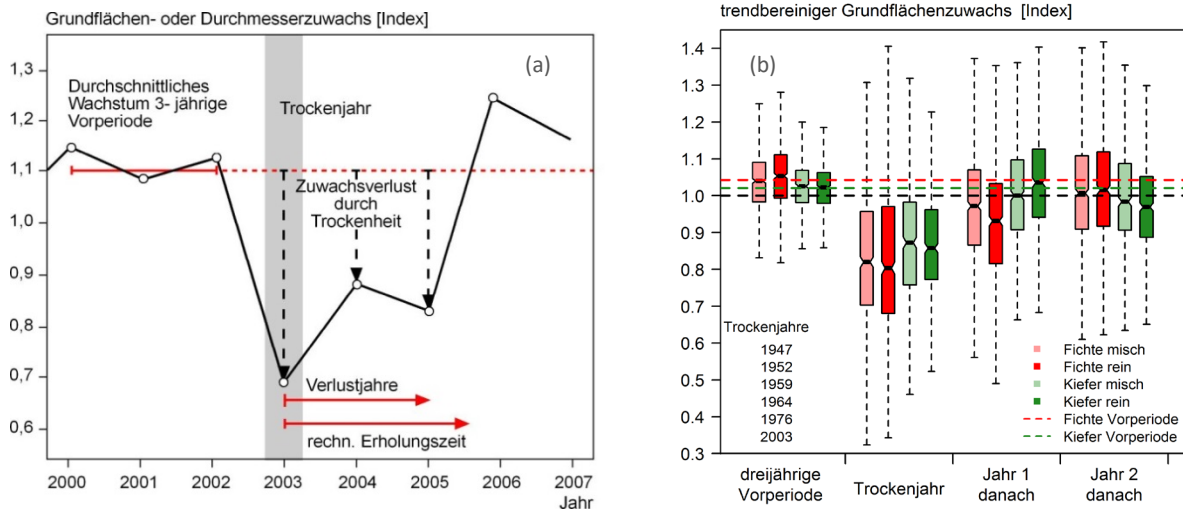 Grundflächen- oder Durchmesserzuwachs [Index]
(a)
1,3
1,2
1,1
1,0
0,9
0,8
0,7
0,6
Durchschnittliches
Wachstum 3- jährige
Vorperiode
Trockenjahr
Zuwachsverlust
durch
Trockenheit
Verlustjahre
rechn. Erholungszeit
2000 2001 2002 2003 2004 2005 2006 2007
Jahr
trendbereiniger Grundflächenzuwachs [Index]
(b)
1.4
1.3
1.2
1.1
1.0
0.9
0.8
0.7
0.6
0.5
0.4
0.3
Trockenjahre
1947
1952
1959
1964
1976
2003
Fichte misch
Fichte rein
Kiefer misch
Kiefer rein
Fichte Vorperiode
Kiefer Vorperiode
dreijährige
Vorperiode
Trockenjahr
Jahr 1
danach
Jahr 2
danach